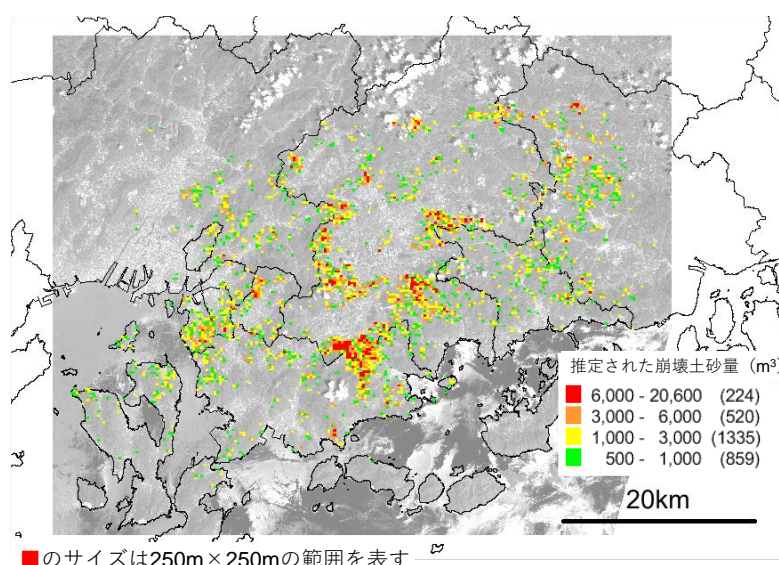 推定された崩壊土砂量 (m³)
6,000 - 20,600 (224)
3,000 - 6,000 (520)
1,000 - 3,000 (1335)
500 - 1,000 (859)
20km
■のサイズは250m×250mの範囲を表す